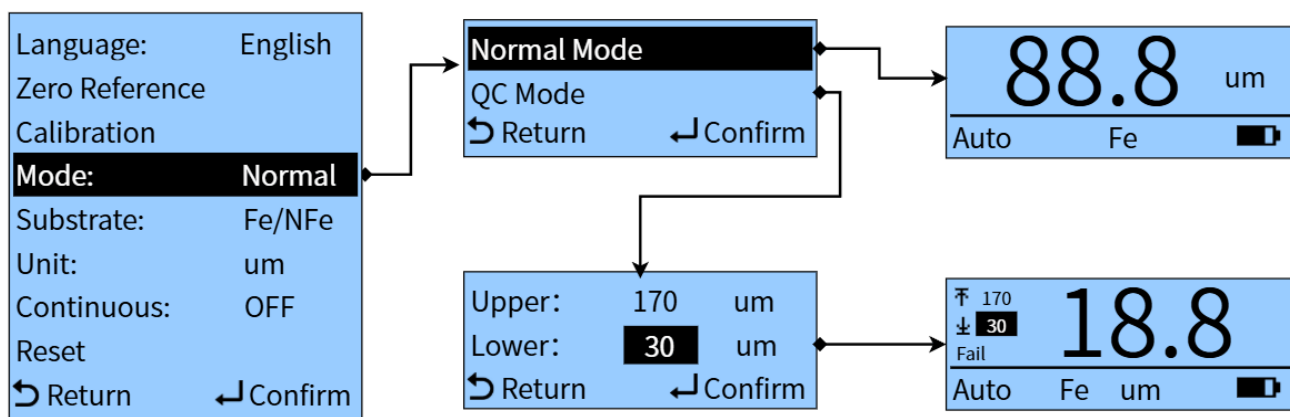 Language: English
Zero Reference
Calibration
Mode: Normal
Substrate: Fe/NFe
Unit: um
Continuous: OFF
Reset
Return Confirm
Normal Mode
QC Mode
Return Confirm
88.8 um
Auto Fe
Upper: 170 um
Lower: 30 um
Return Confirm
170
30
Fail
18.8
Auto Fe um